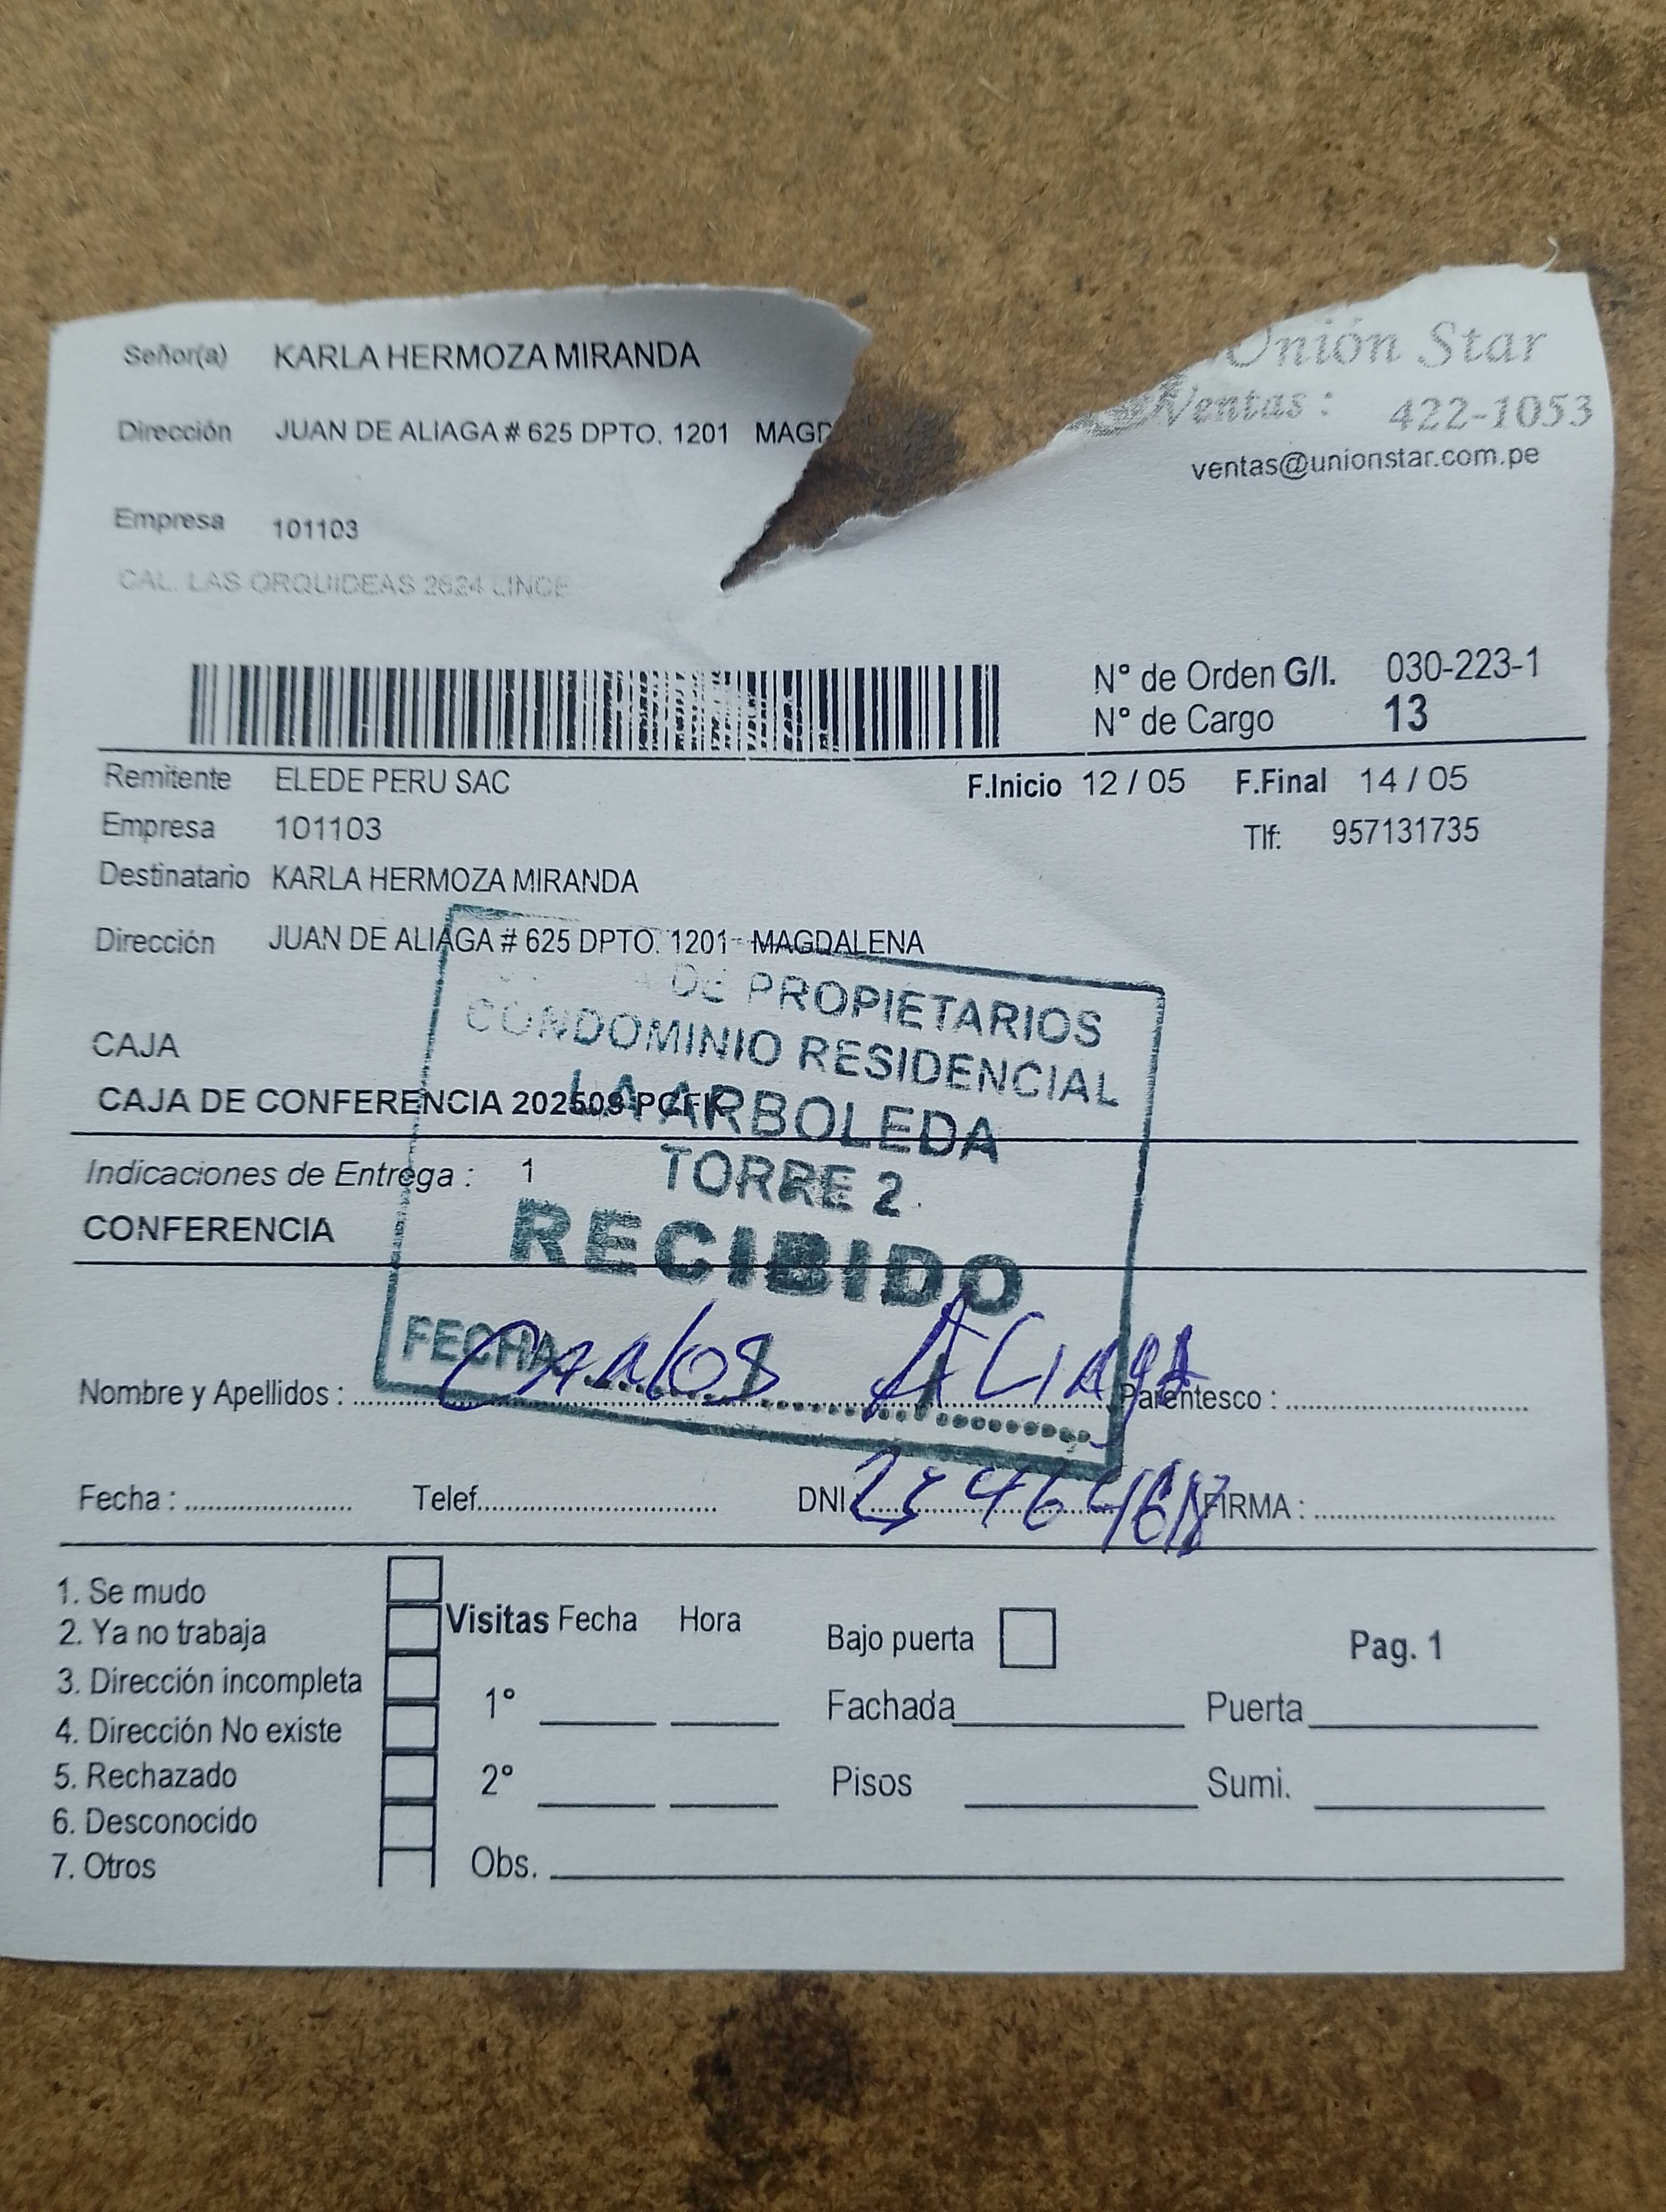 Señor(a) KARLA HERMOZA MIRANDA
Unión Star
Ventas : 422-1053
Dirección JUAN DE ALIAGA # 625 DPTO. 1201 MAGD
ventas@unionstar.com.pe
Empresa 101103
CAL. LAS ORQUIDEAS 2624 LINCE
N° de Orden G/I. 030-223-1
N° de Cargo 13
Remitente ELEDE PERU SAC F.Inicio 12 / 05 F.Final 14 / 05
Empresa 101103 Tlf: 957131735
Destinatario KARLA HERMOZA MIRANDA
Dirección JUAN DE ALIAGA # 625 DPTO. 1201 MAGDALENA
DE PROPIETARIOS
CONDOMINIO RESIDENCIAL
LA ARBOLEDA
TORRE 2
RECIBIDO
FECHA
CAJA
CAJA DE CONFERENCIA 202509
Indicaciones de Entrega : 1
CONFERENCIA
Nombre y Apellidos : Carlos ALIAGA Parentesco :
Fecha : Telef. DNI FIRMA :
1. Se mudo
2. Ya no trabaja
3. Dirección incompleta
4. Dirección No existe
5. Rechazado
6. Desconocido
7. Otros
Visitas Fecha Hora
1°
2°
Obs.
Bajo puerta Pag. 1
Fachada Puerta
Pisos Sumi.